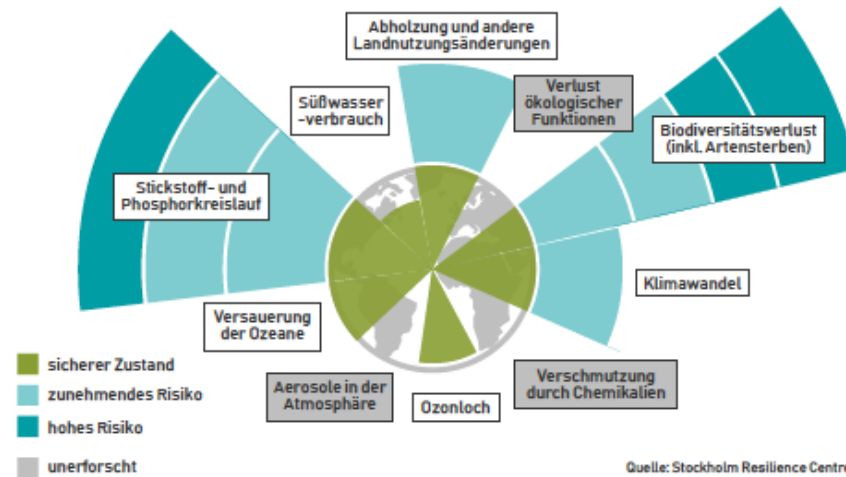 Abholzung und andere
Landnutzungsänderungen
Süßwasser
-verbrauch
Verlust
ökologischer
Funktionen
Biodiversitätsverlust
(inkl. Artensterben)
Stickstoff- und
Phosphorkreislauf
Klimawandel
Versauerung
der Ozeane
Aerosole in der
Atmosphäre
Ozonloch
Verschmutzung
durch Chemikalien
sicherer Zustand
zunehmendes Risiko
hohes Risiko
unerforscht
Quelle: Stockholm Resilience Centre